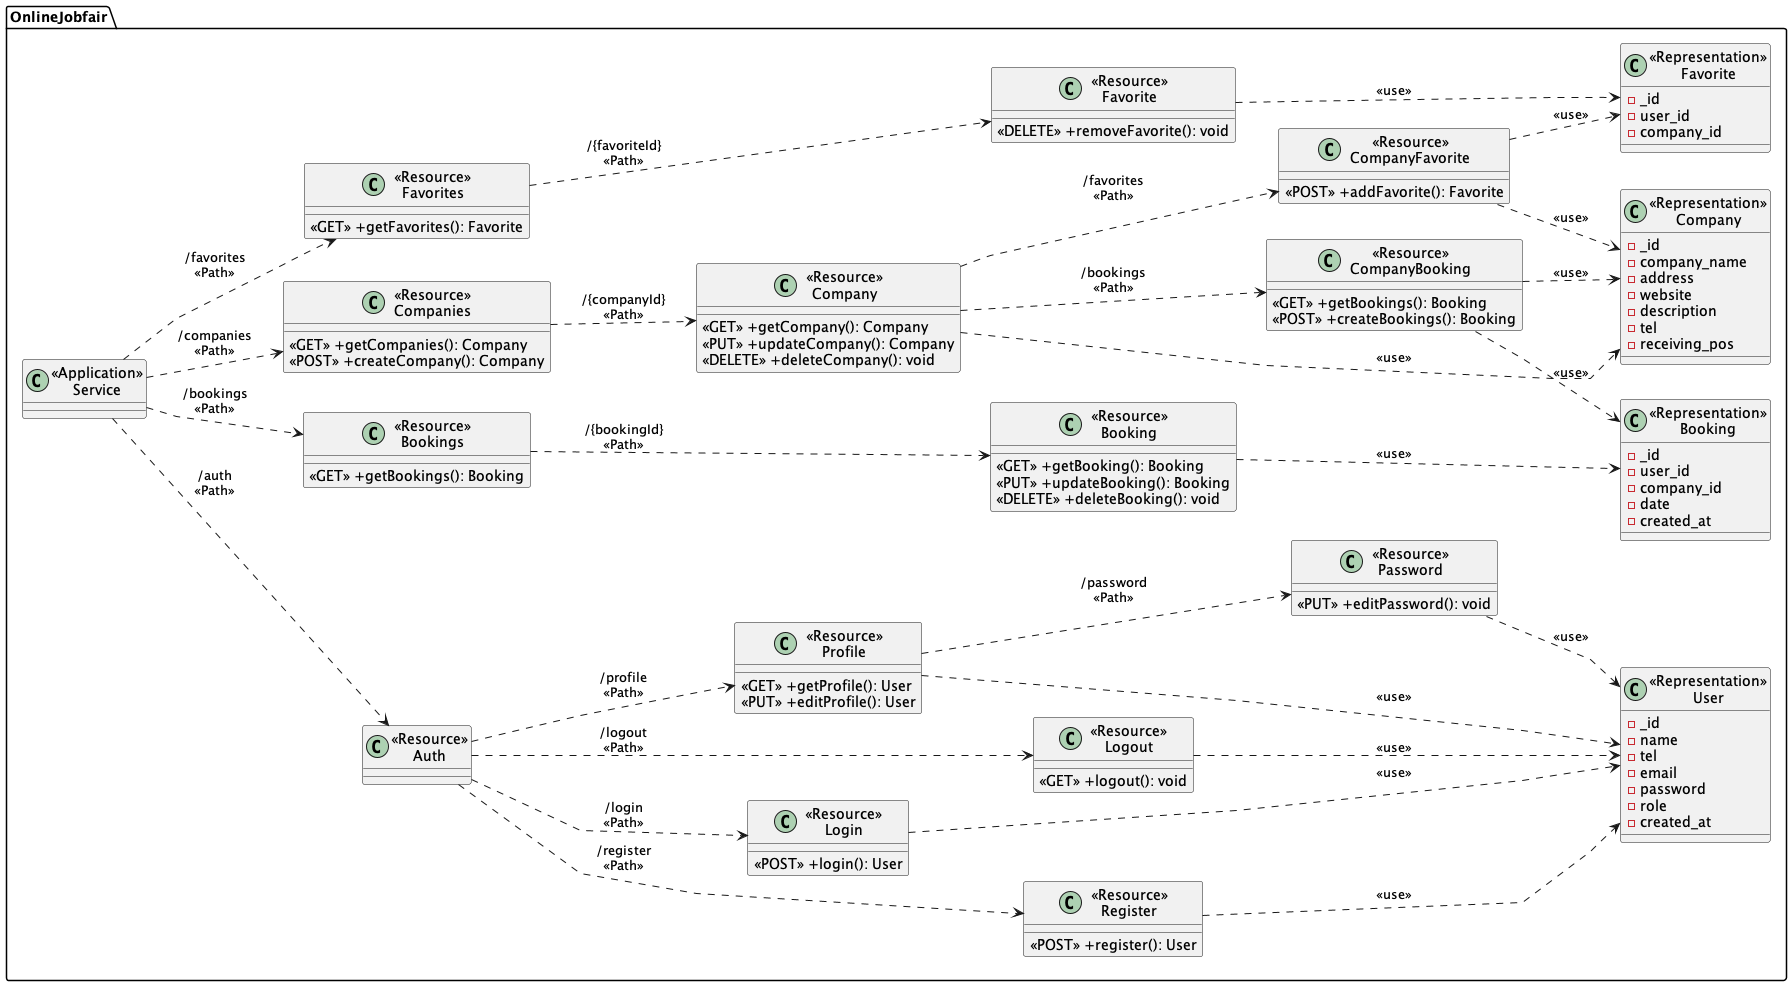 OnlineJobfair
«Application»
Service
/favorites
«Path»
/companies
«Path»
/bookings
«Path»
/auth
«Path»
«Resource»
Favorites
«GET» +getFavorites(): Favorite
«Resource»
Companies
«GET» +getCompanies(): Company
«POST» +createCompany(): Company
«Resource»
Bookings
«GET» +getBookings(): Booking
«Resource»
Auth
/{favoriteId}
«Path»
/{companyId}
«Path»
/{bookingId}
«Path»
/profile
«Path»
/logout
«Path»
/login
«Path»
/register
«Path»
«Resource»
Company
«GET» +getCompany(): Company
«PUT» +updateCompany(): Company
«DELETE» +deleteCompany(): void
«Resource»
Profile
«GET» +getProfile(): User
«PUT» +editProfile(): User
«Resource»
Login
«POST» +login(): User
«Resource»
Favorite
«DELETE» +removeFavorite(): void
/favorites
«Path»
/bookings
«Path»
«Resource»
Booking
«GET» +getBooking(): Booking
«PUT» +updateBooking(): Booking
«DELETE» +deleteBooking(): void
/password
«Path»
«Resource»
Logout
«GET» +logout(): void
«Resource»
Register
«POST» +register(): User
«Resource»
CompanyFavorite
«POST» +addFavorite(): Favorite
«Resource»
CompanyBooking
«GET» +getBookings(): Booking
«POST» +createBookings(): Booking
«Resource»
Password
«PUT» +editPassword(): void
«use»
«use»
«use»
«use»
«use»
«use»
«use»
«use»
«use»
«use»
«use»
«use»
«Representation»
Favorite
_id
user_id
company_id
«Representation»
Company
_id
company_name
address
website
description
tel
receiving_pos
«Representation»
Booking
_id
user_id
company_id
date
created_at
«Representation»
User
_id
name
tel
email
password
role
created_at